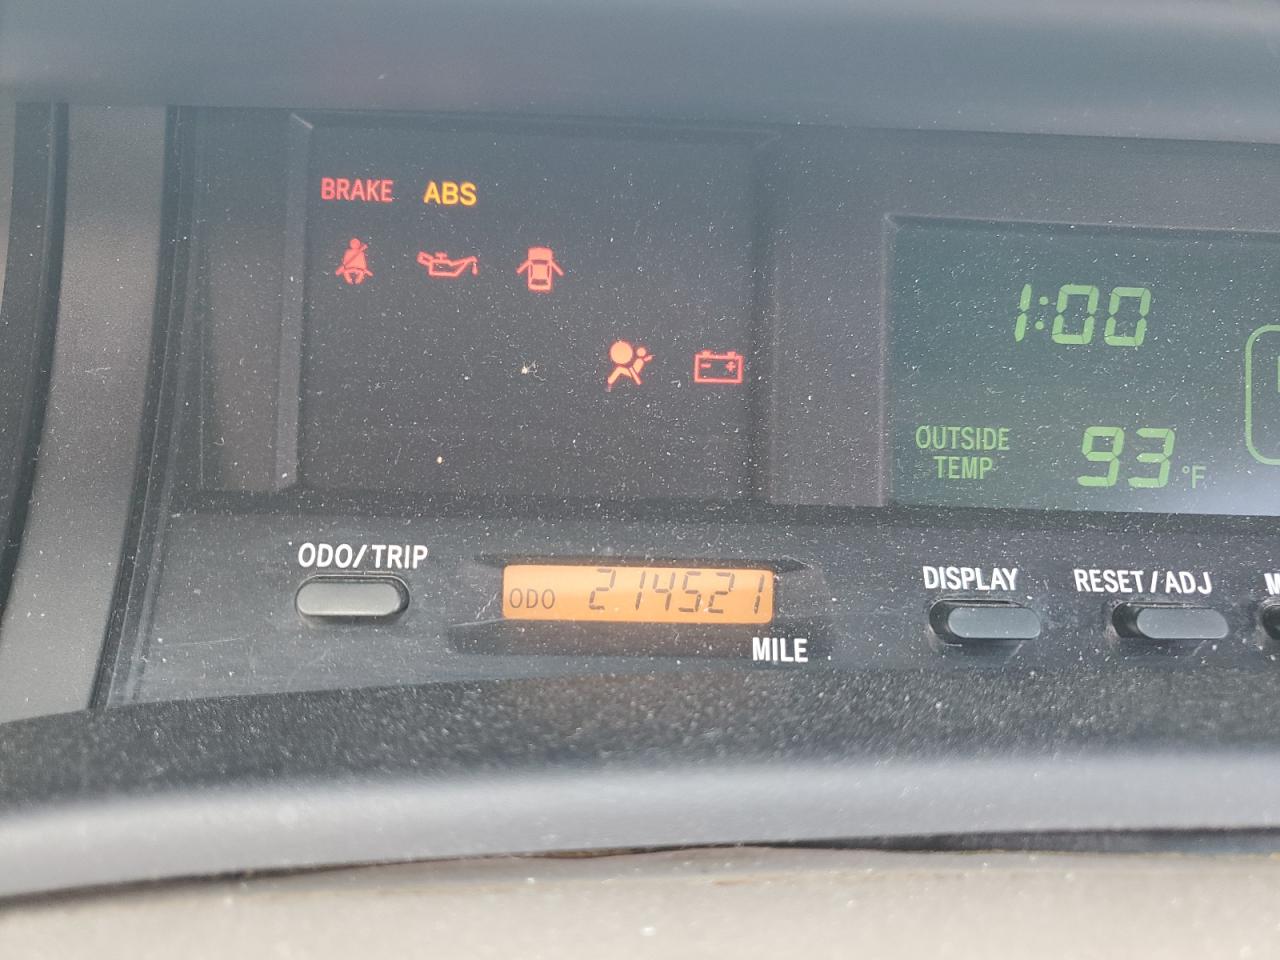 BRAKE ABS
1:00
OUTSIDE
TEMP 93 °F
ODO/TRIP
ODO 214521
MILE
DISPLAY RESET/ADJ